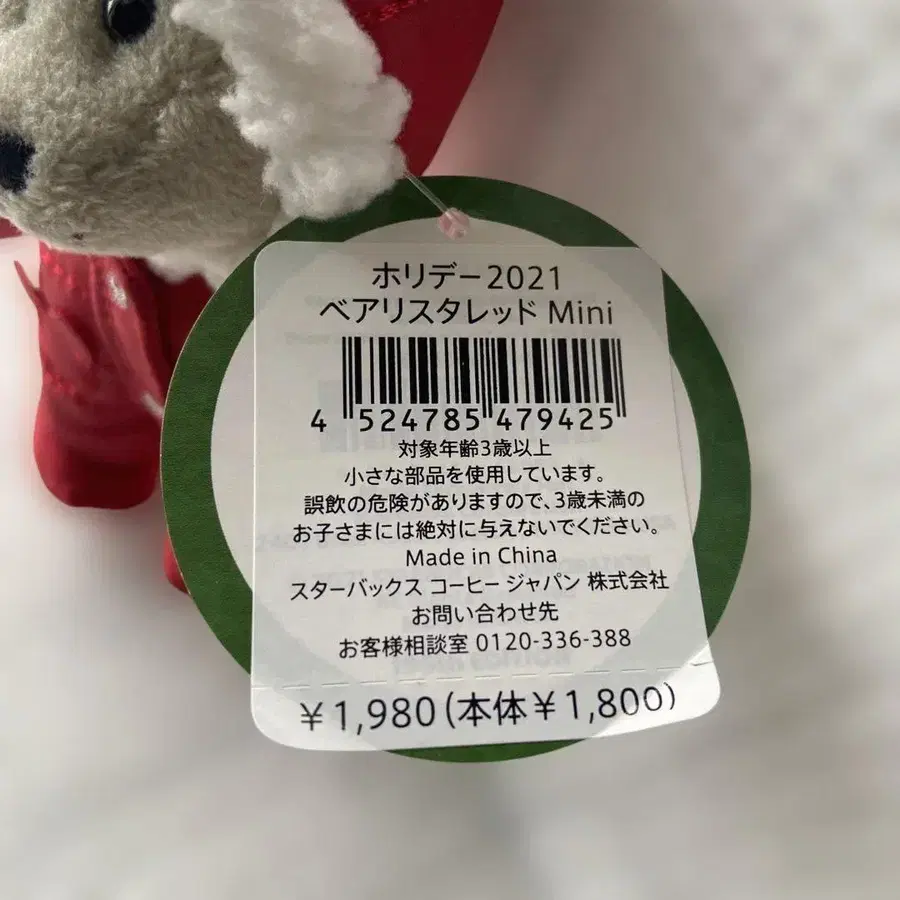 ホリデー2021
ベアリスタレッド Mini
4 524785 479425
対象年齢3歳以上
小さな部品を使用しています。
誤飲の危険がありますので、3歳未満の
お子さまには絶対に与えないでください。
Made in China
スターバックス コーヒー ジャパン 株式会社
お問い合わせ先
お客様相談室 0120-336-388
¥1,980(本体¥1,800)